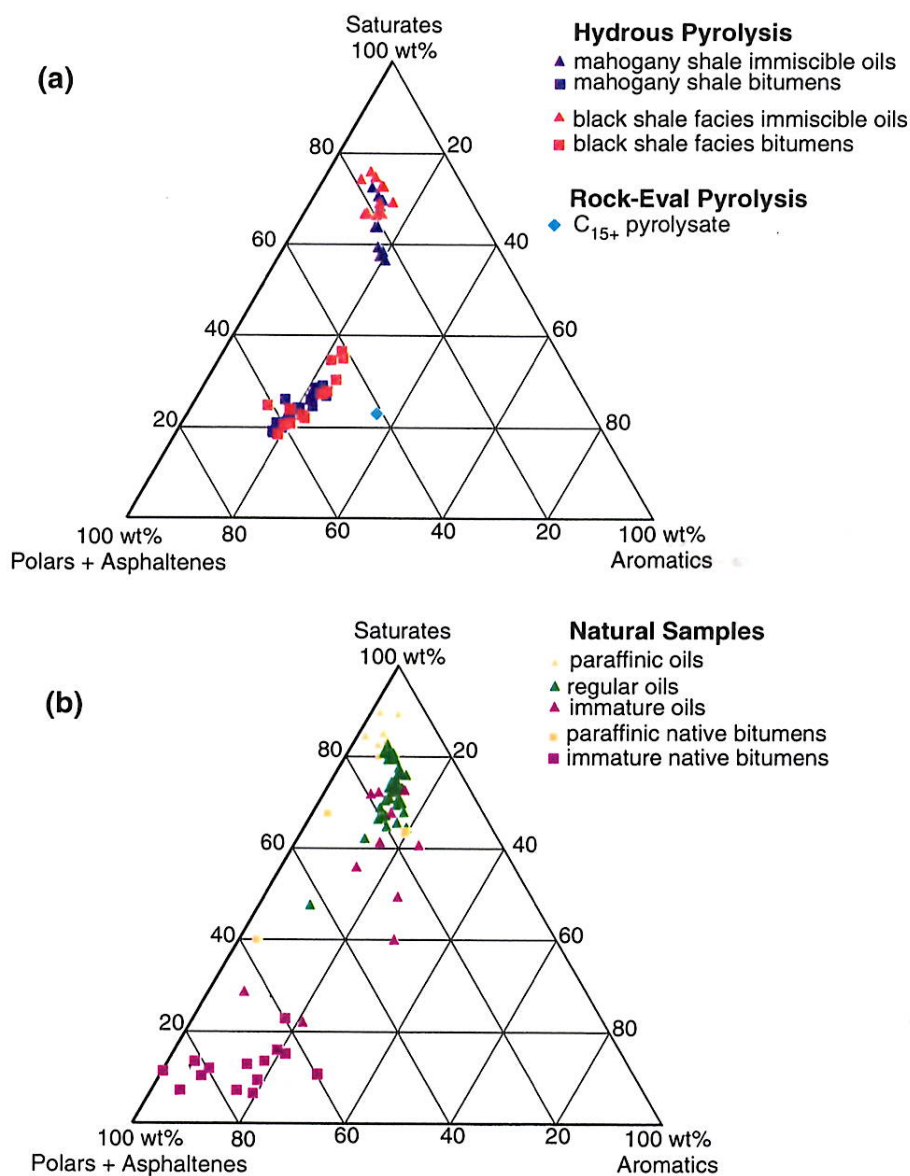 (a)
Saturates
100 wt%
Hydrous Pyrolysis
mahogany shale immiscible oils
mahogany shale bitumens
black shale facies immiscible oils
black shale facies bitumens
Rock-Eval Pyrolysis
C15+ pyrolysate
80
20
60
40
40
60
20
80
100 wt%
80
60
40
20
100 wt%
Polars + Asphaltenes
Aromatics
(b)
Saturates
100 wt%
Natural Samples
paraffinic oils
regular oils
immature oils
paraffinic native bitumens
immature native bitumens
80
20
60
40
40
60
20
80
100 wt%
80
60
40
20
100 wt%
Polars + Asphaltenes
Aromatics